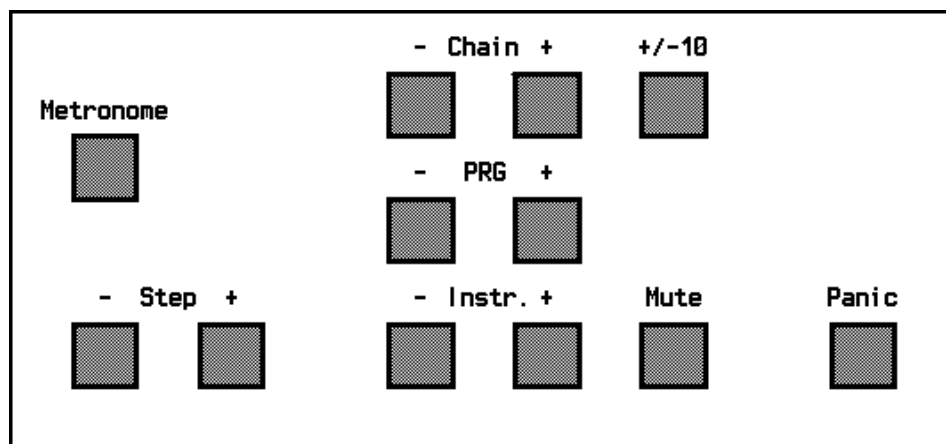 - Chain + +/-10
Metronome
- PRG +
- Step + - Instr. + Mute Panic